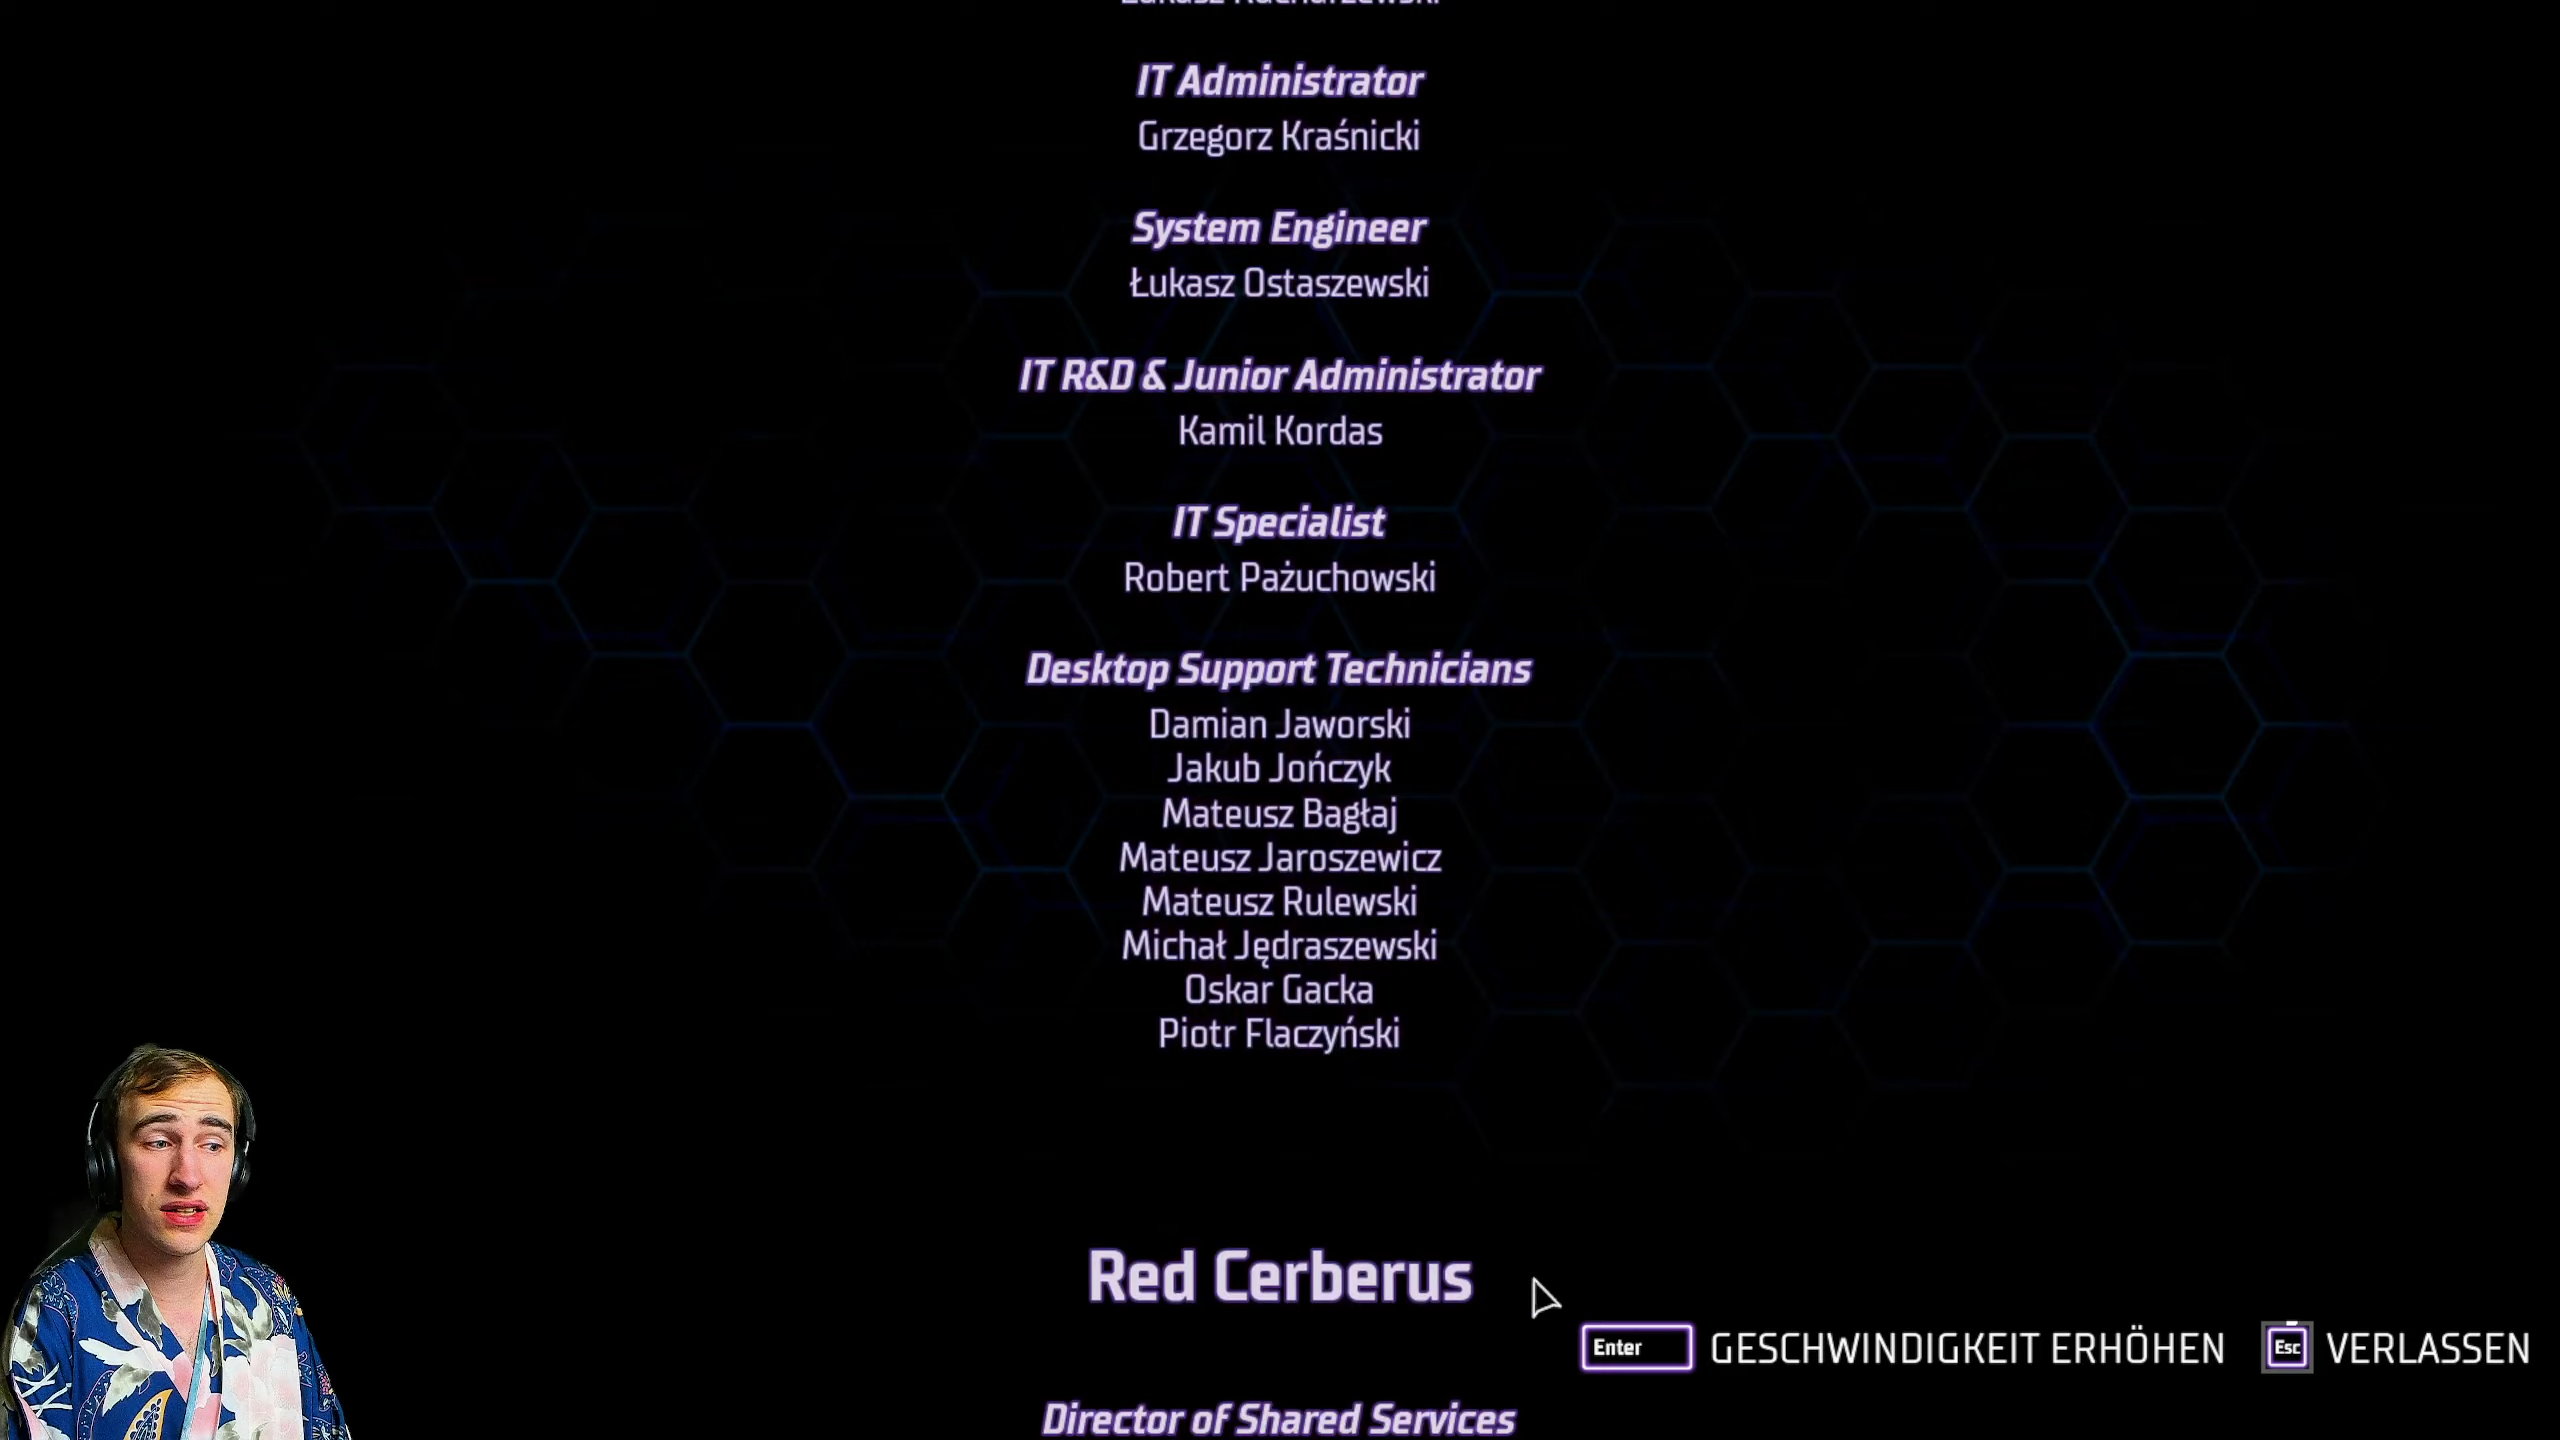 IT Administrator
Grzegorz Kraśnicki
System Engineer
Łukasz Ostaszewski
IT R&D & Junior Administrator
Kamil Kordas
IT Specialist
Robert Pażuchowski
Desktop Support Technicians
Damian Jaworski
Jakub Jończyk
Mateusz Bagłaj
Mateusz Jaroszewicz
Mateusz Rulewski
Michał Jędraszewski
Oskar Gacka
Piotr Flaczyński
Red Cerberus
Enter GESCHWINDIGKEIT ERHÖHEN Esc VERLASSEN
Director of Shared Services